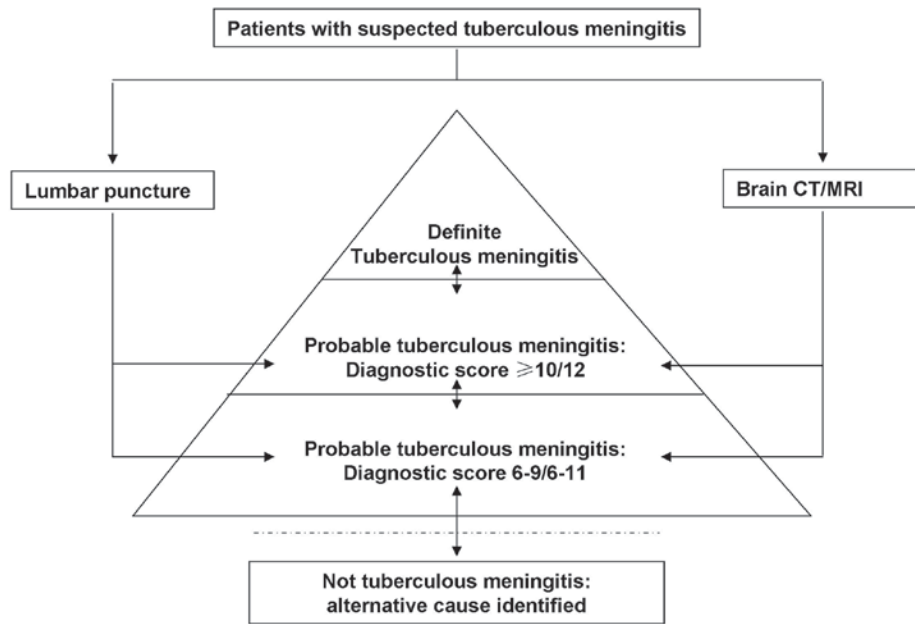 Patients with suspected tuberculous meningitis
Lumbar puncture
Brain CT/MRI
Definite
Tuberculous meningitis
Probable tuberculous meningitis:
Diagnostic score ⩾10/12
Probable tuberculous meningitis:
Diagnostic score 6-9/6-11
Not tuberculous meningitis:
alternative cause identified